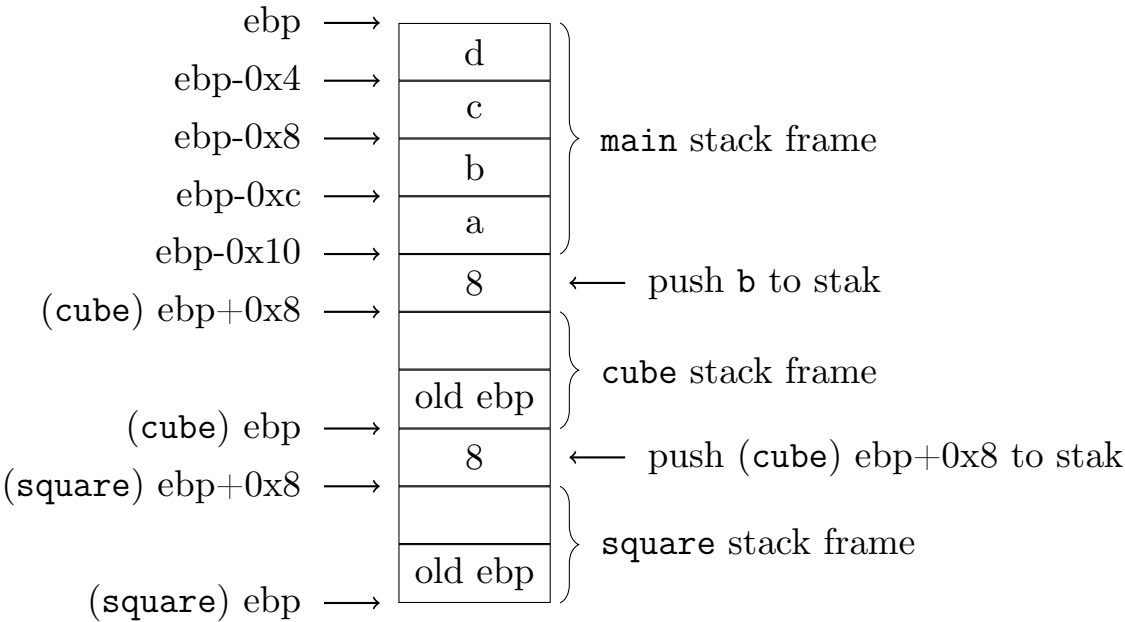 ebp
d
ebp-0x4
c
ebp-0x8
main stack frame
b
ebp-0xc
a
ebp-0x10
8
push b to stak
(cube) ebp+0x8
cube stack frame
old ebp
(cube) ebp
8
push (cube) ebp+0x8 to stak
(square) ebp+0x8
square stack frame
old ebp
(square) ebp